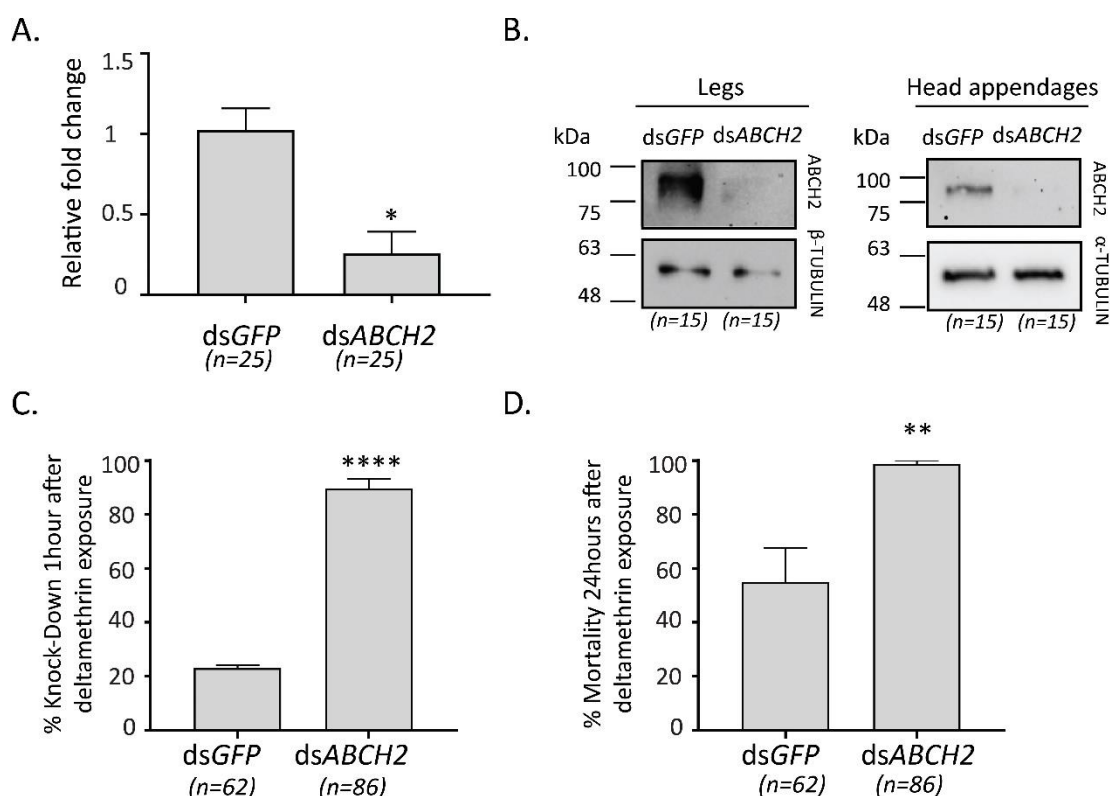 A.
Relative fold change
1.5
1
0.5
0
*
dsGFP
(n=25)
dsABCH2
(n=25)
B.
Legs
kDa
dsGFP dsABCH2
100
75
63
48
ABCH2
β-TUBULIN
(n=15) (n=15)
Head appendages
kDa
dsGFP dsABCH2
100
75
63
48
ABCH2
α-TUBULIN
(n=15) (n=15)
C.
% Knock-Down 1hour after
deltamethrin exposure
100
80
60
40
20
0
****
dsGFP
(n=62)
dsABCH2
(n=86)
D.
% Mortality 24hours after
deltamethrin exposure
100
80
60
40
20
0
**
dsGFP
(n=62)
dsABCH2
(n=86)